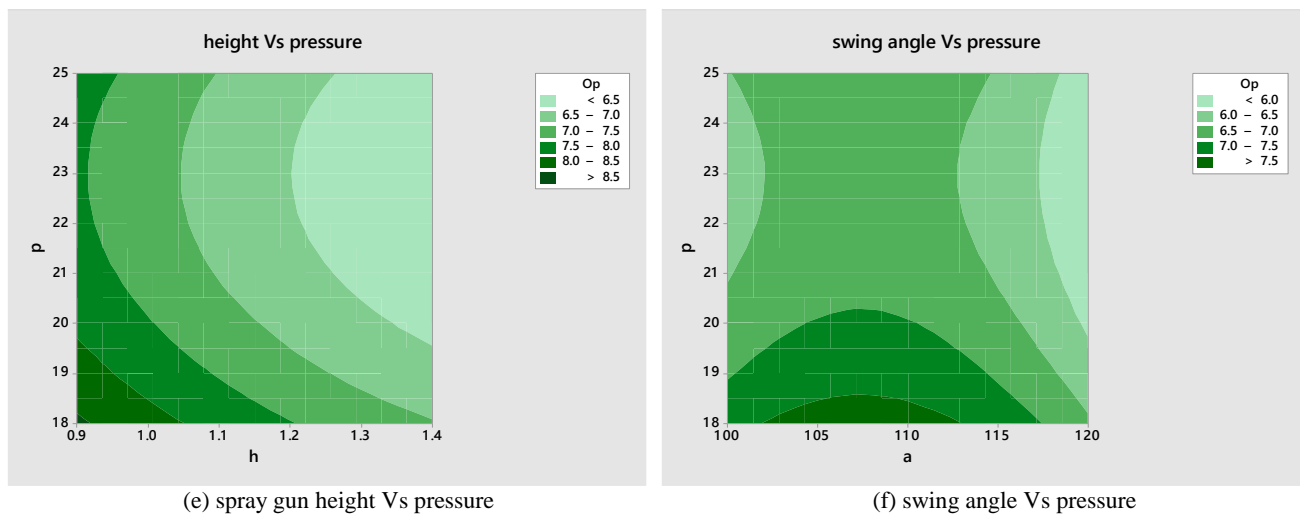 height Vs pressure
25
24
23
22
21
20
19
18
p
0.9 1.0 1.1 1.2 1.3 1.4
h
Op
< 6.5
6.5 – 7.0
7.0 – 7.5
7.5 – 8.0
8.0 – 8.5
> 8.5
(e) spray gun height Vs pressure
swing angle Vs pressure
25
24
23
22
21
20
19
18
p
100 105 110 115 120
a
Op
< 6.0
6.0 – 6.5
6.5 – 7.0
7.0 – 7.5
> 7.5
(f) swing angle Vs pressure